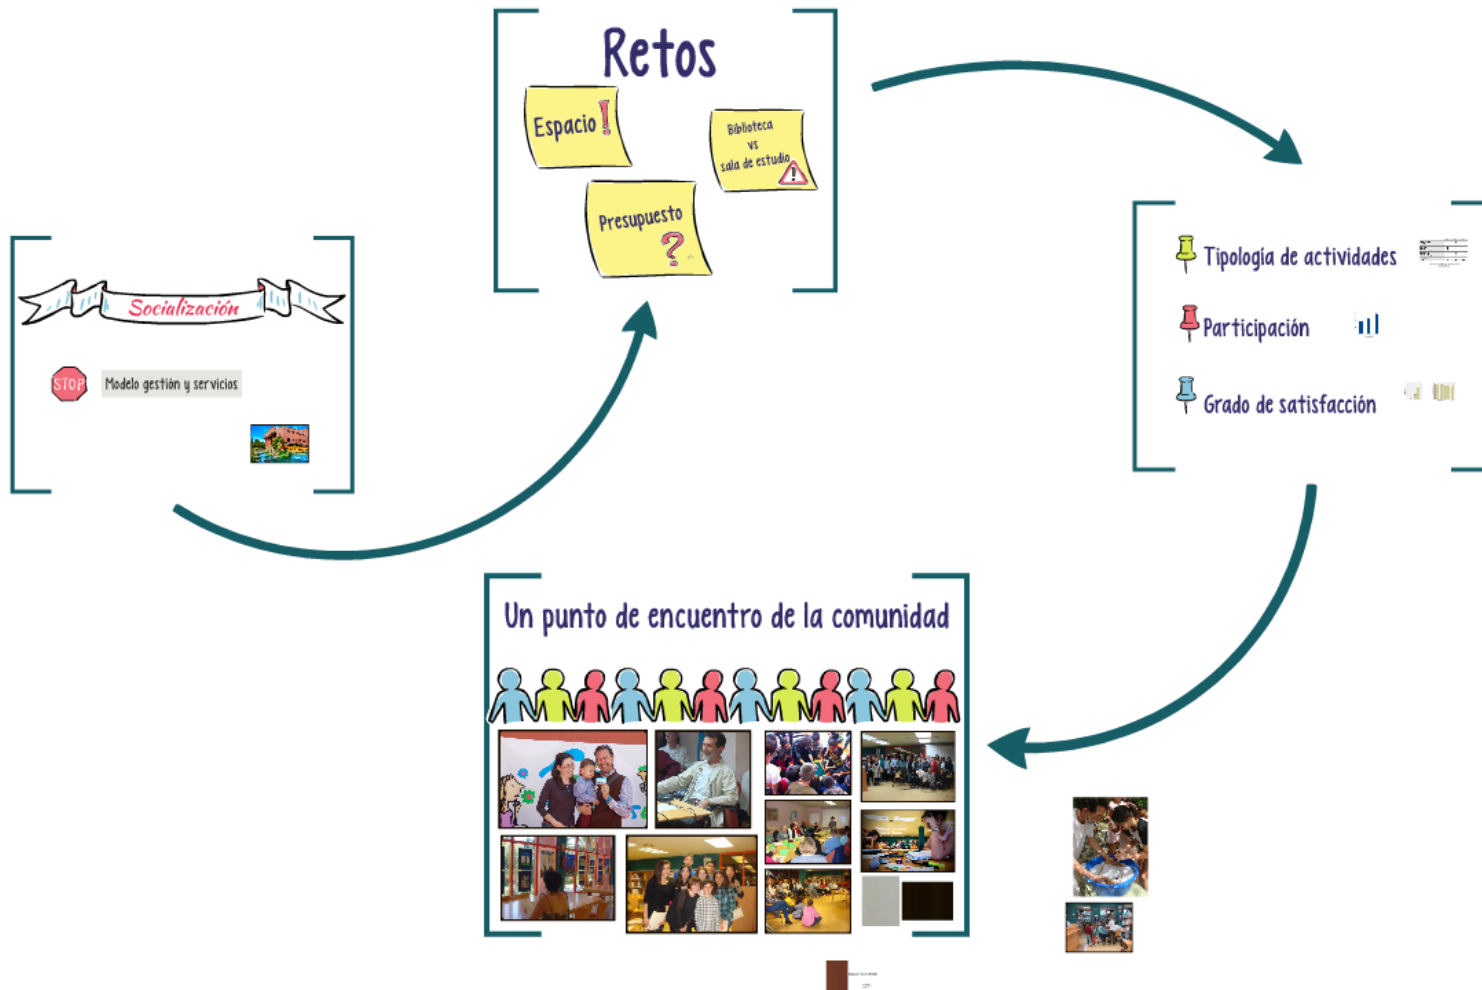 Retos
Espacio!
Biblioteca
vs
sala de estudio
!
Presupuesto
?
Socialización
STOP
Modelo gestión y servicios
Tipología de actividades
Participación
Grado de satisfacción
Un punto de encuentro de la comunidad